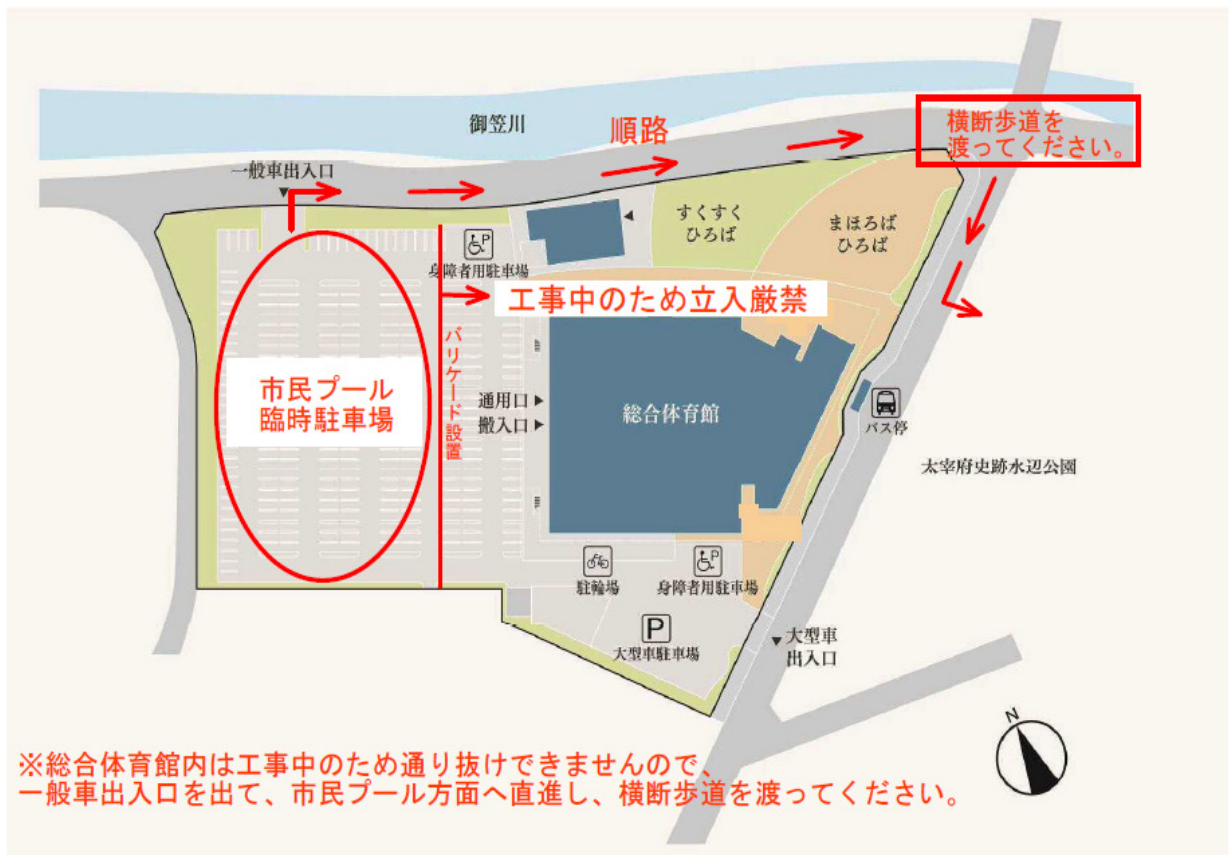 御笠川
順路
横断歩道を
渡ってください。
一般車出入口
すくすく
ひろば
まほろば
ひろば
身障者用駐車場
工事中のため立入厳禁
バリケード設置
市民プール
臨時駐車場
通用口
搬入口
総合体育館
バス停
太宰府史跡水辺公園
駐輪場
身障者用駐車場
P
大型車駐車場
大型車
出入口
N
※総合体育館内は工事中のため通り抜けできませんので、
一般車出入口を出て、市民プール方面へ直進し、横断歩道を渡ってください。